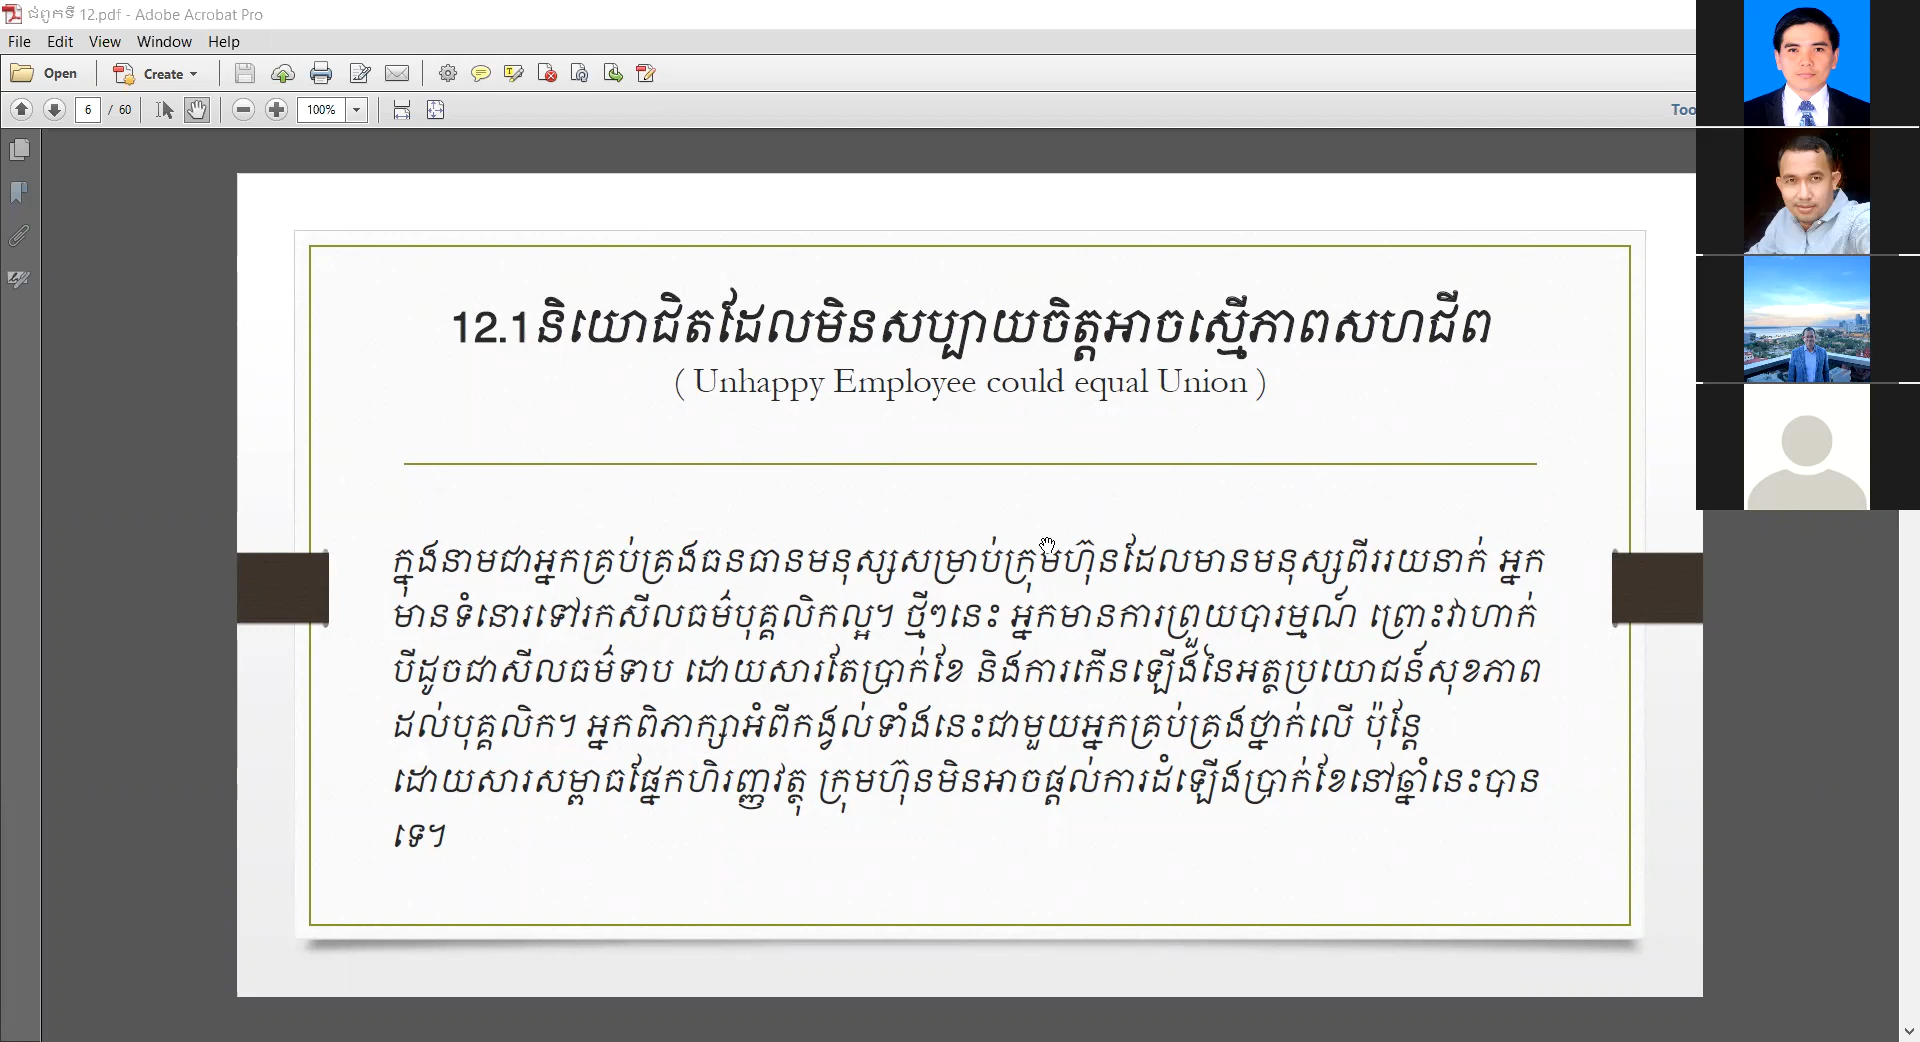 ជំពូកទី 12.pdf - Adobe Acrobat Pro
File Edit View Window Help
Open Create
6 / 60 100% Too
12.1និយោជិតដែលមិនសប្បាយចិត្តអាចស្មើភាពសហជីព
( Unhappy Employee could equal Union )
ក្នុងនាមជាអ្នកគ្រប់គ្រងធនធានមនុស្សសម្រាប់ក្រុមហ៊ុនដែលមានមនុស្សពីររយនាក់ អ្នក
មានទំនោរទៅរកសីលធម៌បុគ្គលិកល្អ។ ថ្មីៗនេះ អ្នកមានការព្រួយបារម្មណ៍ ព្រោះវាហាក់
បីដូចជាសីលធម៌ទាប ដោយសារតែប្រាក់ខែ និងការកើនឡើងនៃអត្ថប្រយោជន៍សុខភាព
ដល់បុគ្គលិក។ អ្នកពិភាក្សាអំពីកង្វល់ទាំងនេះជាមួយអ្នកគ្រប់គ្រងថ្នាក់លើ ប៉ុន្តែ
ដោយសារសម្ពាធផ្នែកហិរញ្ញវត្ថុ ក្រុមហ៊ុនមិនអាចផ្តល់ការដំឡើងប្រាក់ខែនៅឆ្នាំនេះបាន
ទេ។